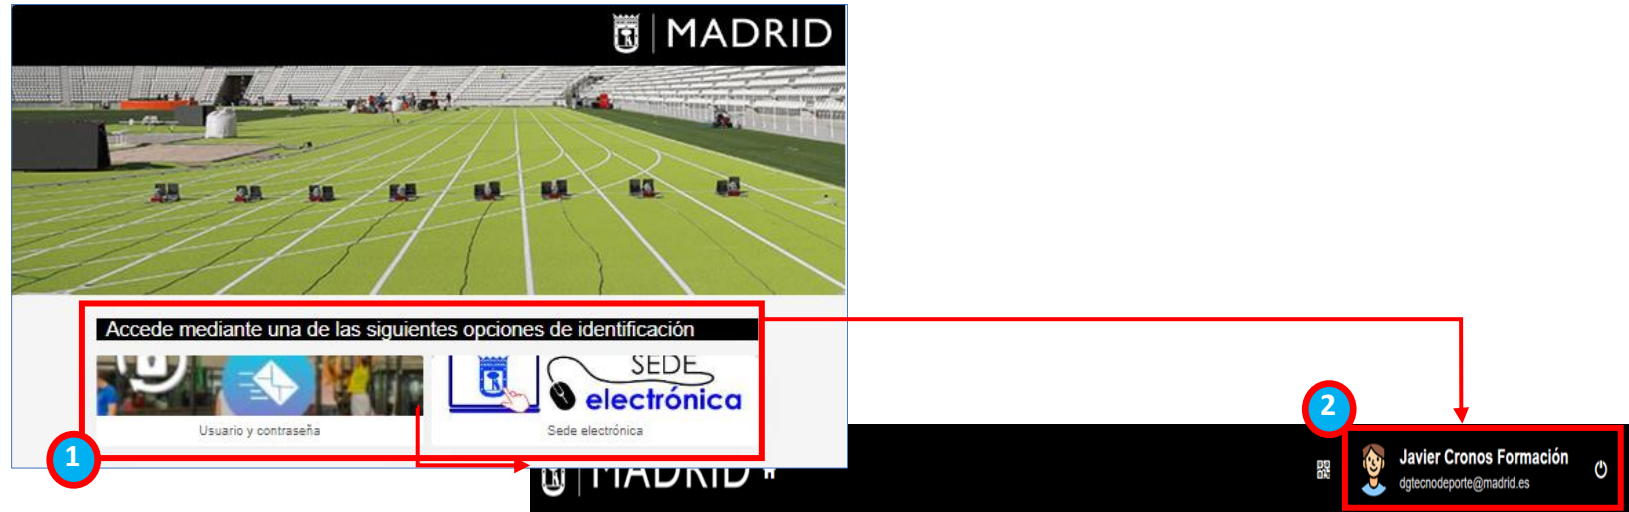 MADRID
Accede mediante una de las siguientes opciones de identificación
SEDE
electrónica
Usuario y contraseña
Sede electrónica
1
2
MADRID
Javier Cronos Formación
dgtecnodeporte@madrid.es